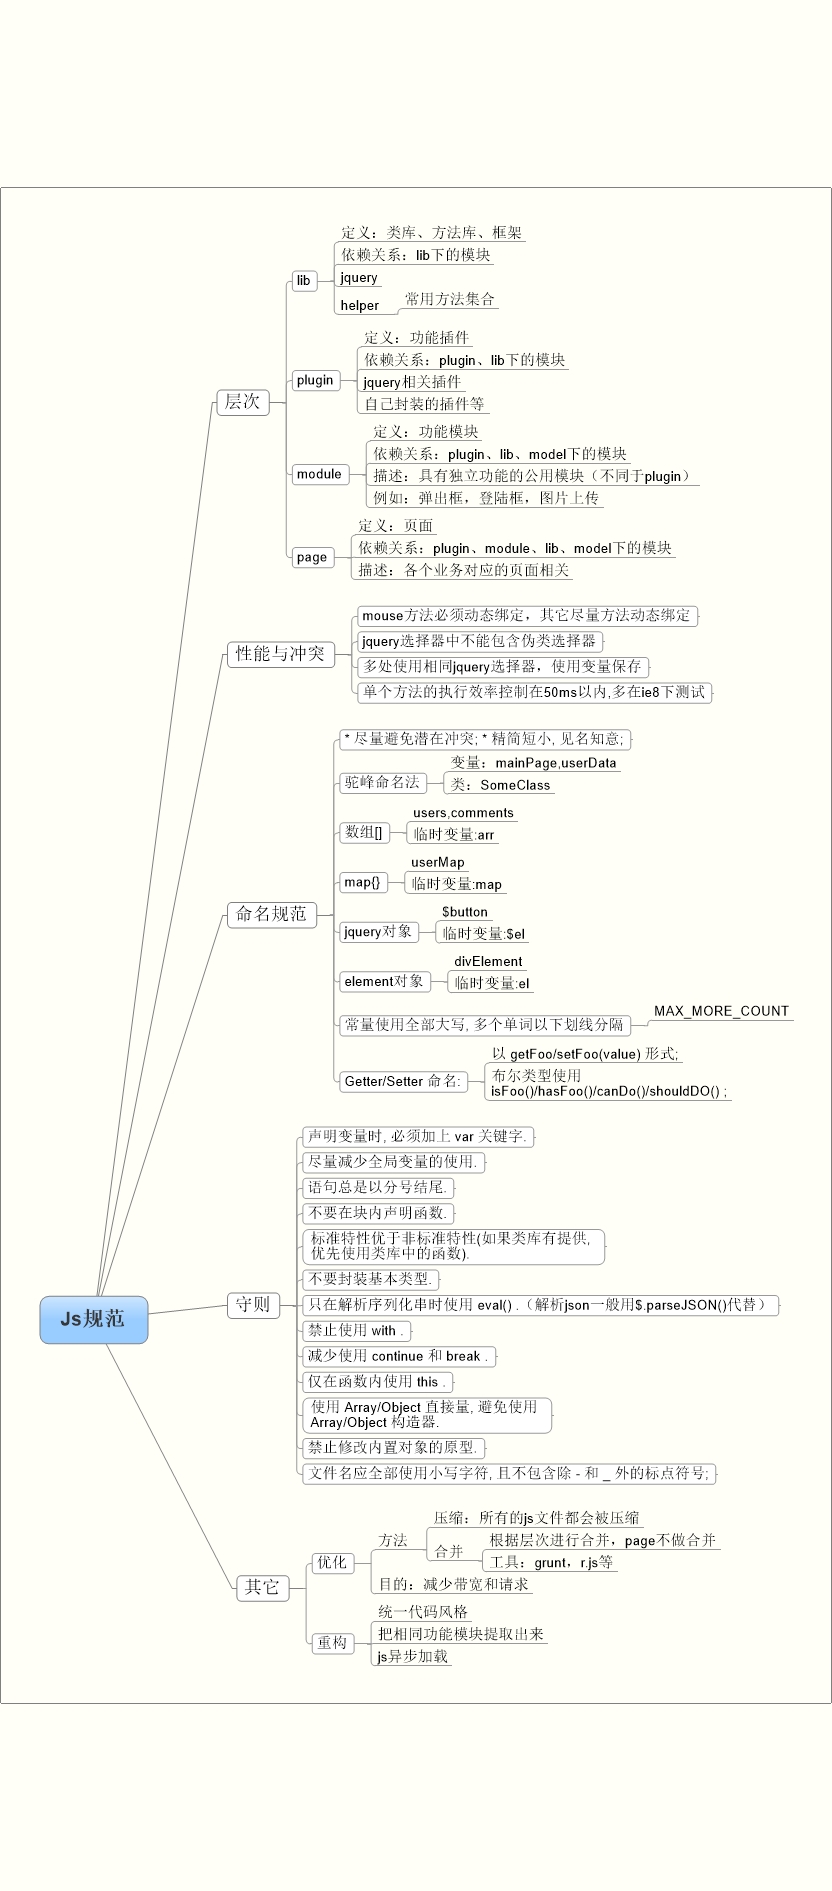 定义：类库、方法库、框架
依赖关系：lib下的模块
lib
jquery
helper
常用方法集合
定义：功能插件
依赖关系：plugin、lib下的模块
plugin
jquery相关插件
自己封装的插件等
层次
定义：功能模块
依赖关系：plugin、lib、model下的模块
module
描述：具有独立功能的公用模块（不同于plugin）
例如：弹出框，登陆框，图片上传
定义：页面
依赖关系：plugin、module、lib、model下的模块
page
描述：各个业务对应的页面相关
mouse方法必须动态绑定，其它尽量方法动态绑定
jquery选择器中不能包含伪类选择器
性能与冲突
多处使用相同jquery选择器，使用变量保存
单个方法的执行效率控制在50ms以内,多在ie8下测试
* 尽量避免潜在冲突; * 精简短小, 见名知意;
驼峰命名法
变量：mainPage,userData
类：SomeClass
数组[]
users,comments
临时变量:arr
map{}
userMap
临时变量:map
命名规范
jquery对象
$button
临时变量:$el
element对象
divElement
临时变量:el
常量使用全部大写, 多个单词以下划线分隔
MAX_MORE_COUNT
Getter/Setter 命名:
以 getFoo/setFoo(value) 形式;
布尔类型使用
isFoo()/hasFoo()/canDo()/shouldDO() ;
声明变量时, 必须加上 var 关键字.
尽量减少全局变量的使用.
语句总是以分号结尾.
不要在块内声明函数.
标准特性优于非标准特性(如果类库有提供,
优先使用类库中的函数).
不要封装基本类型.
守则
只在解析序列化串时使用 eval() .（解析json一般用$.parseJSON()代替）
Js规范
禁止使用 with .
减少使用 continue 和 break .
仅在函数内使用 this .
使用 Array/Object 直接量, 避免使用
Array/Object 构造器.
禁止修改内置对象的原型.
文件名应全部使用小写字符, 且不包含除 - 和 _ 外的标点符号;
其它
优化
方法
压缩：所有的js文件都会被压缩
合并
根据层次进行合并，page不做合并
工具：grunt，r.js等
目的：减少带宽和请求
重构
统一代码风格
把相同功能模块提取出来
js异步加载